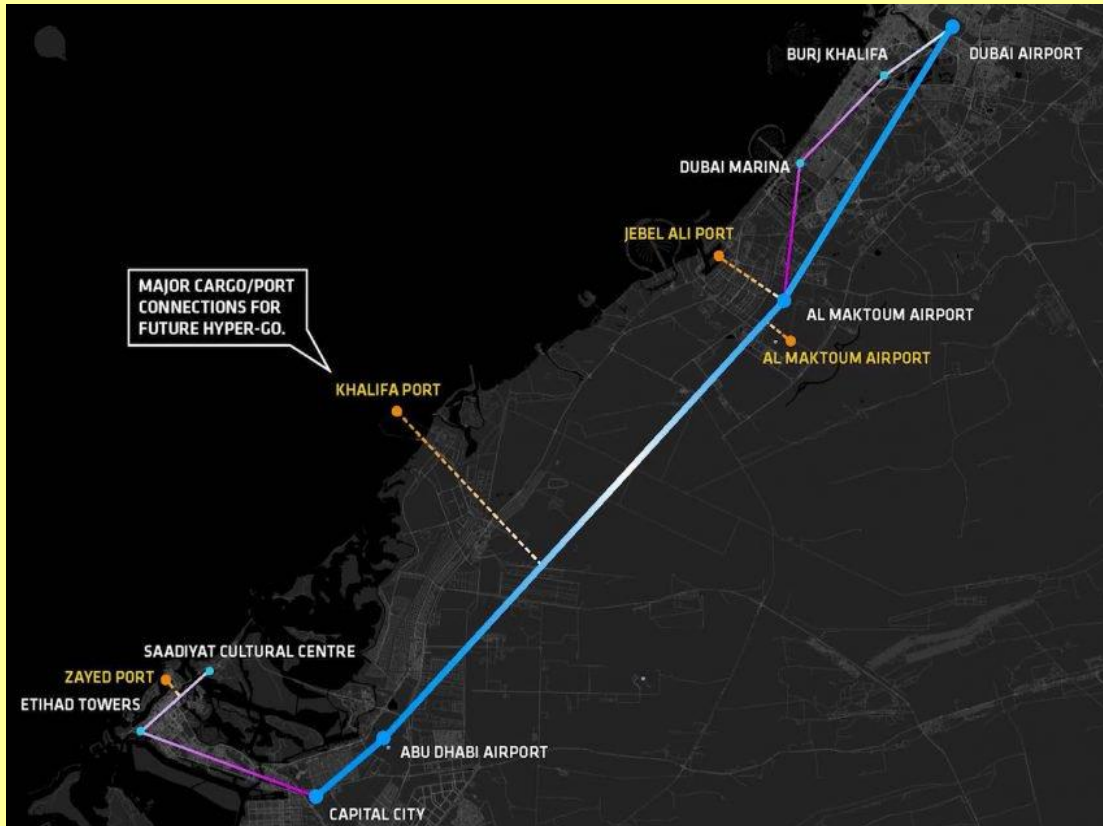 BURJ KHALIFA
DUBAI AIRPORT
DUBAI MARINA
JEBEL ALI PORT
MAJOR CARGO/PORT
CONNECTIONS FOR
FUTURE HYPER-GO.
AL MAKTOUM AIRPORT
AL MAKTOUM AIRPORT
KHALIFA PORT
SAADIYAT CULTURAL CENTRE
ZAYED PORT
ETIHAD TOWERS
ABU DHABI AIRPORT
CAPITAL CITY